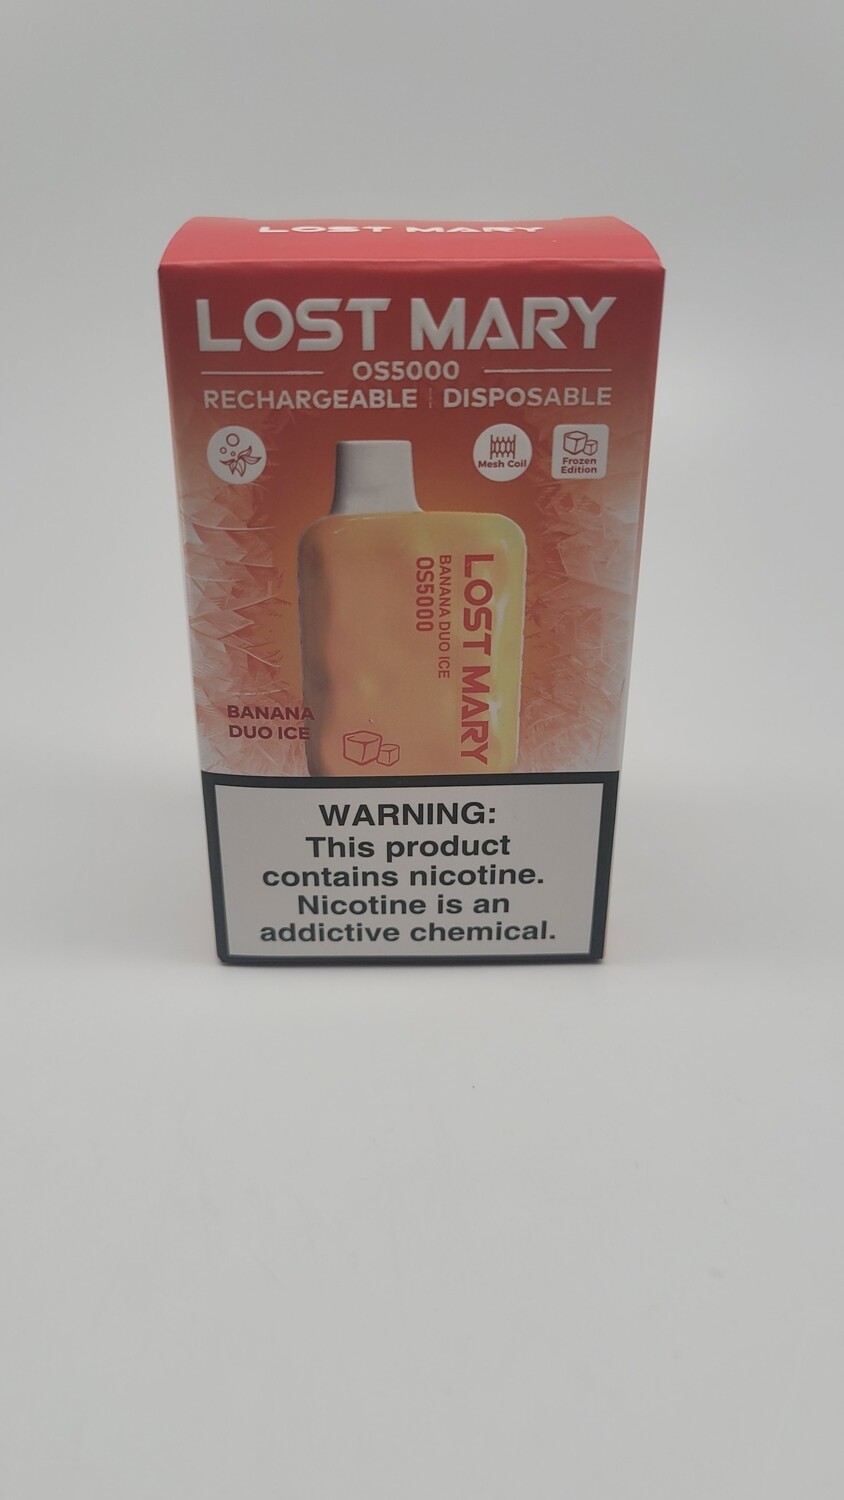 LOST MARY
LOST MARY
OS5000
RECHARGEABLE | DISPOSABLE
Mesh Coil
Frozen
Edition
LOST MARY
BANANA DUO ICE
OS5000
BANANA
DUO ICE
WARNING:
This product
contains nicotine.
Nicotine is an
addictive chemical.